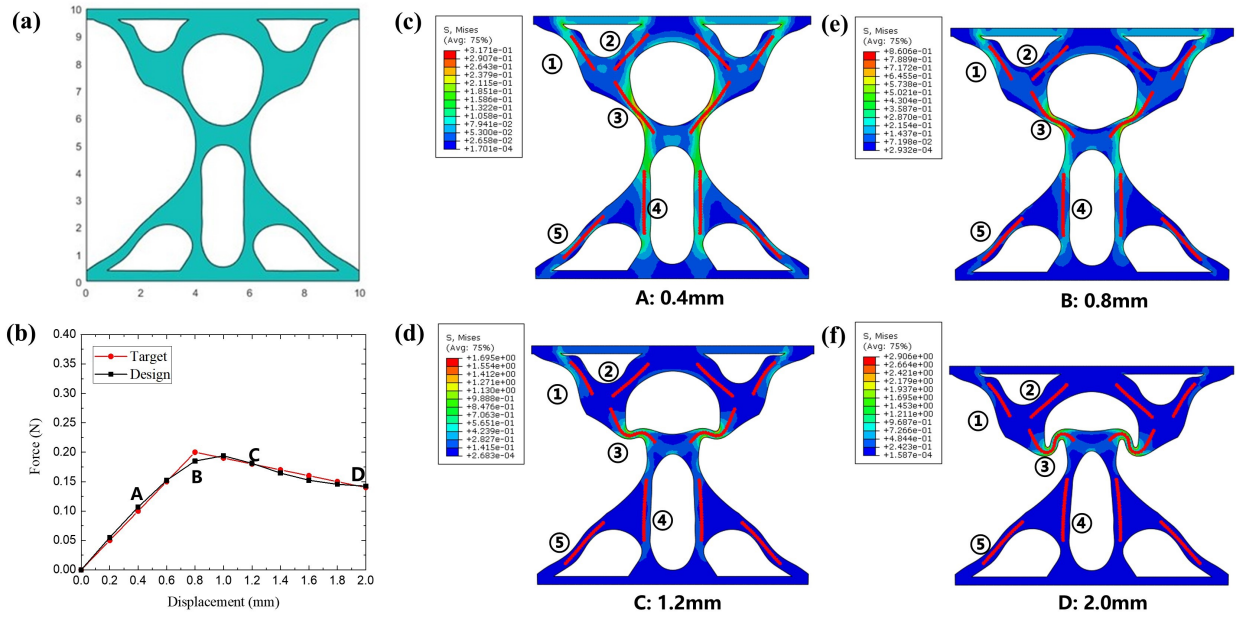 (a)
10
9
8
7
6
5
4
3
2
1
0
0 2 4 6 8 10
(b)
0.40
0.35
0.30
0.25
0.20
0.15
0.10
0.05
0.00
Force (N)
Target
Design
A
B
C
D
0.0 0.2 0.4 0.6 0.8 1.0 1.2 1.4 1.6 1.8 2.0
Displacement (mm)
(c)
S, Mises
(Avg: 75%)
+3.171e-01
+2.907e-01
+2.643e-01
+2.379e-01
+2.115e-01
+1.851e-01
+1.586e-01
+1.322e-01
+1.058e-01
+7.941e-02
+5.300e-02
+2.658e-02
+1.701e-04
①
②
③
④
⑤
A: 0.4mm
(d)
S, Mises
(Avg: 75%)
+1.695e+00
+1.554e+00
+1.412e+00
+1.271e+00
+1.130e+00
+9.888e-01
+8.476e-01
+7.063e-01
+5.651e-01
+4.239e-01
+2.827e-01
+1.415e-01
+2.683e-04
①
②
③
④
⑤
C: 1.2mm
(e)
S, Mises
(Avg: 75%)
+8.606e-01
+7.889e-01
+7.172e-01
+6.455e-01
+5.738e-01
+5.021e-01
+4.304e-01
+3.587e-01
+2.870e-01
+2.154e-01
+1.437e-01
+7.198e-02
+2.932e-04
①
②
③
④
⑤
B: 0.8mm
(f)
S, Mises
(Avg: 75%)
+2.906e+00
+2.664e+00
+2.421e+00
+2.179e+00
+1.937e+00
+1.695e+00
+1.453e+00
+1.211e+00
+9.687e-01
+7.266e-01
+4.844e-01
+2.423e-01
+1.587e-04
①
②
③
④
⑤
D: 2.0mm